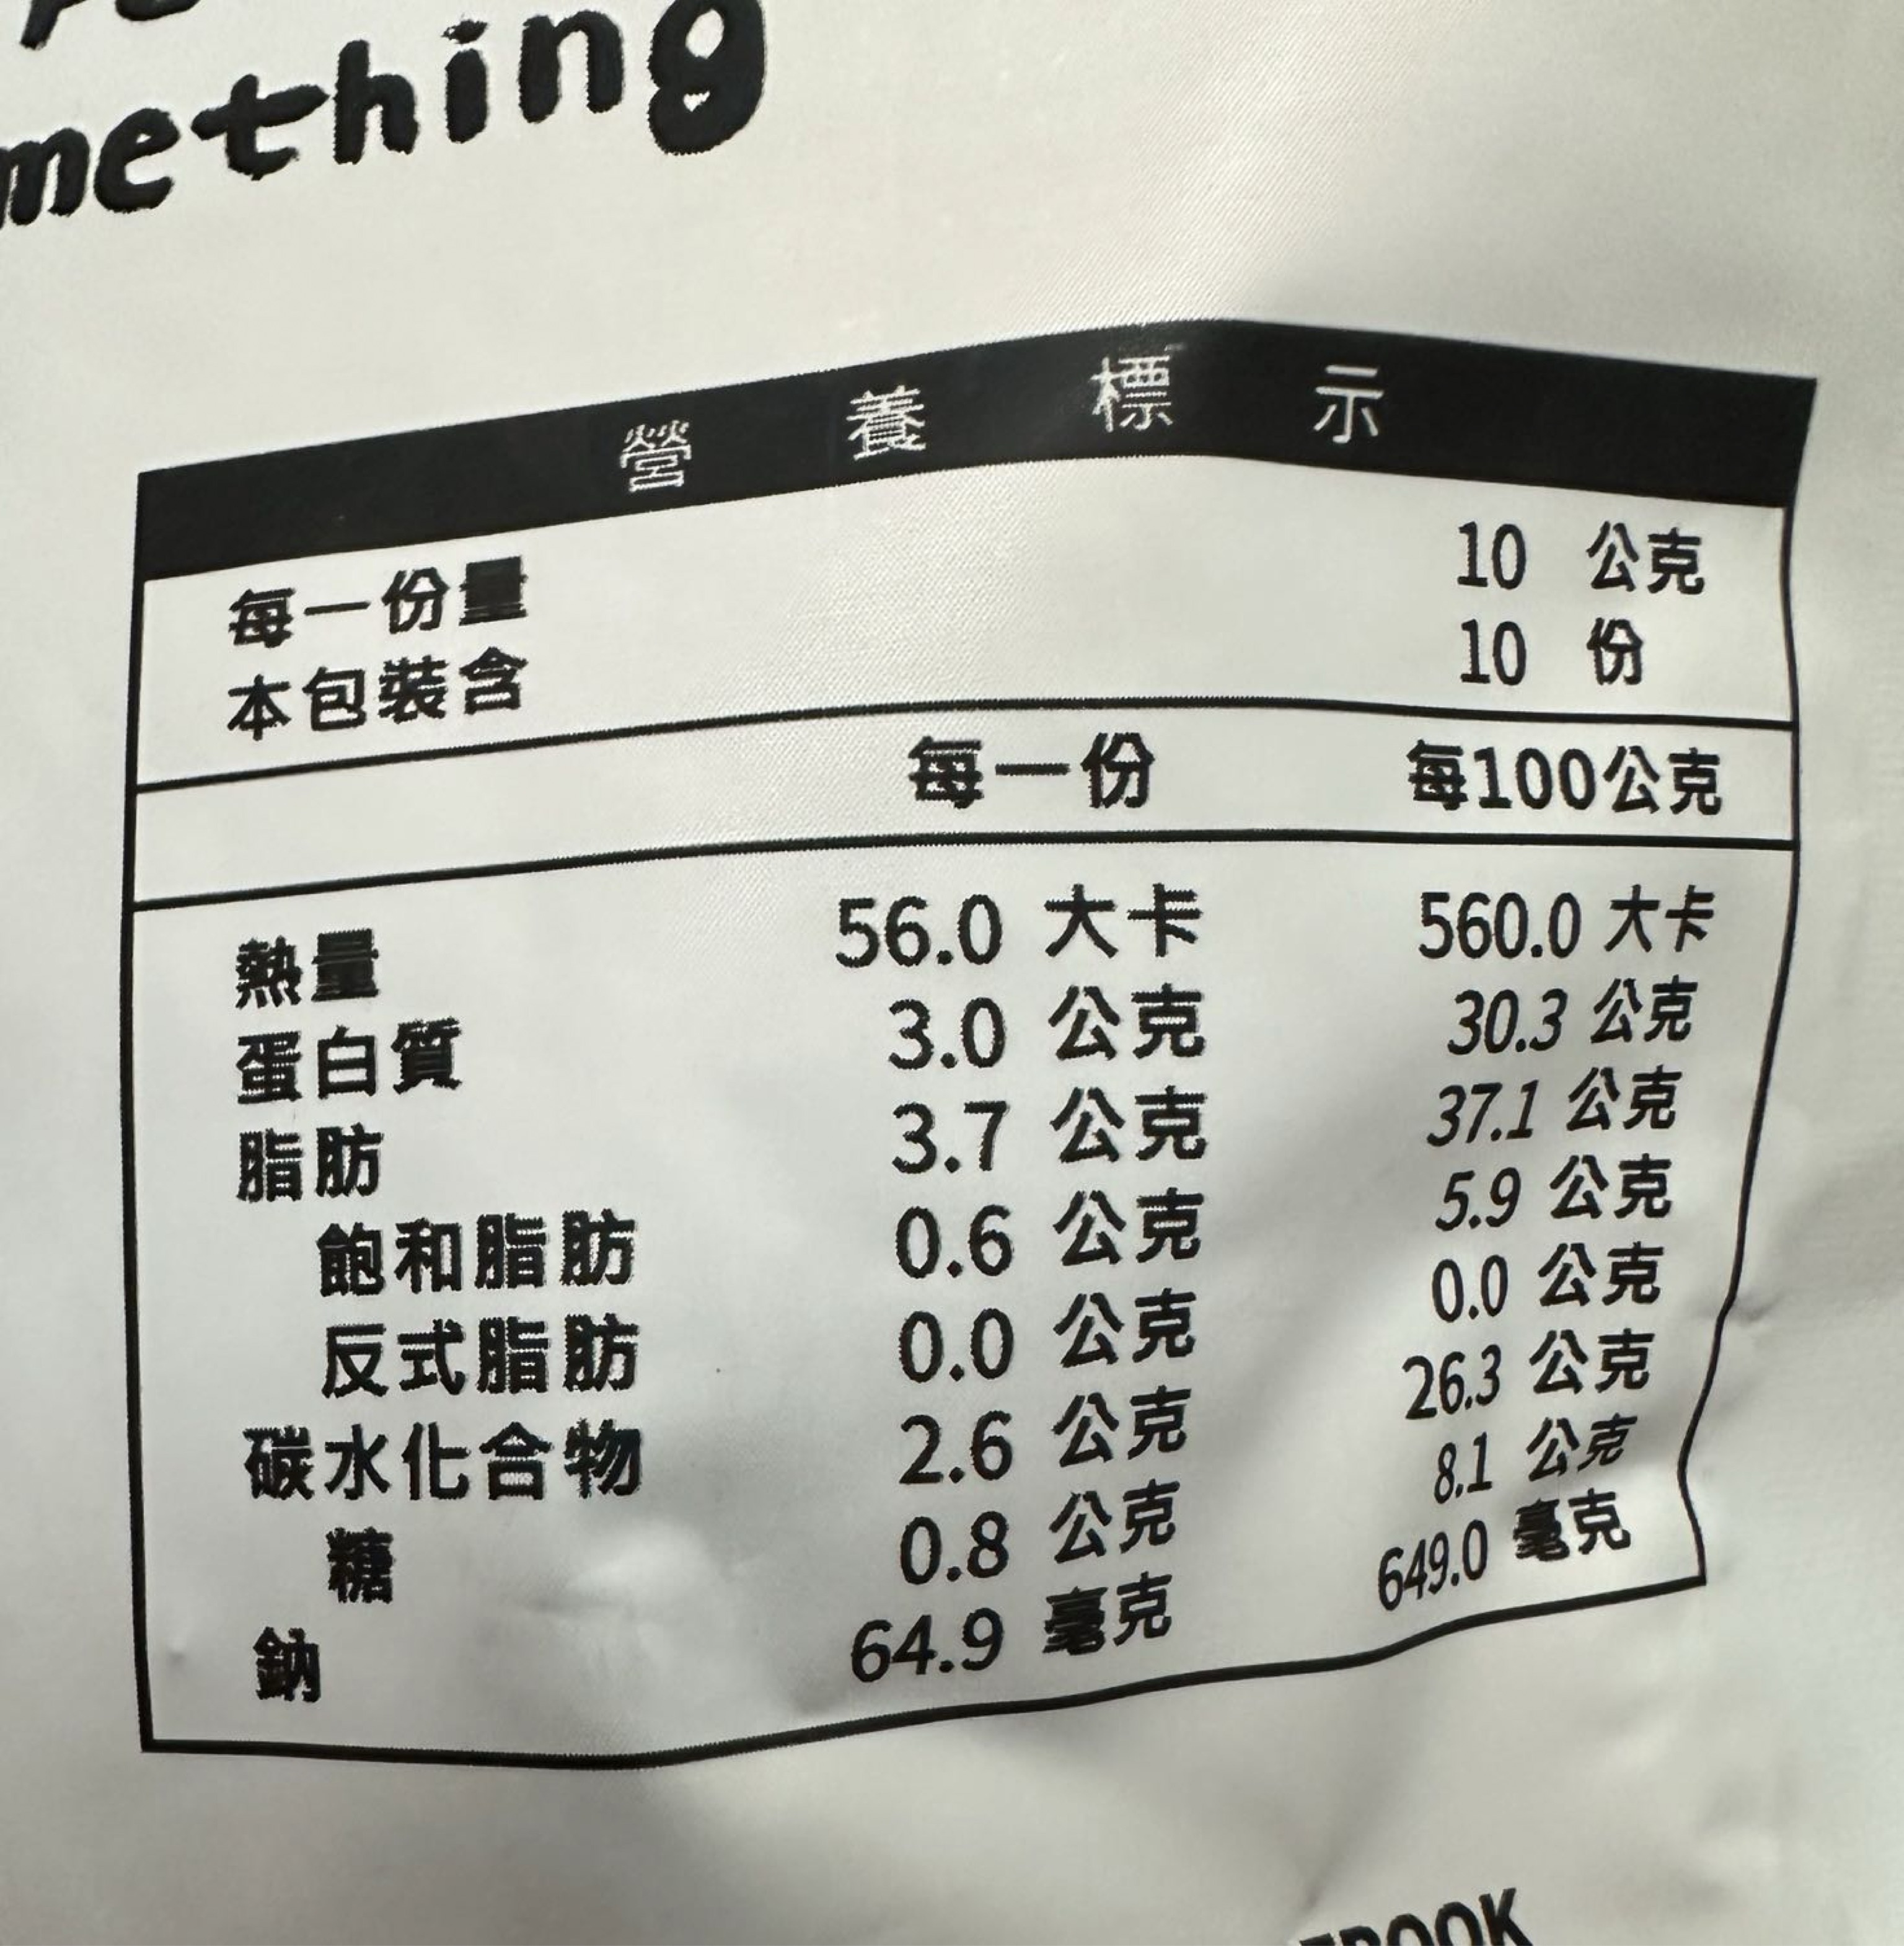 mething
營養標示
每一份量 10 公克
本包裝含 10 份
每一份 每100公克
熱量 56.0 大卡 560.0 大卡
蛋白質 3.0 公克 30.3 公克
脂肪 3.7 公克 37.1 公克
飽和脂肪 0.6 公克 5.9 公克
反式脂肪 0.0 公克 0.0 公克
碳水化合物 2.6 公克 26.3 公克
糖 0.8 公克 8.1 公克
鈉 64.9 毫克 649.0 毫克
EBOOK